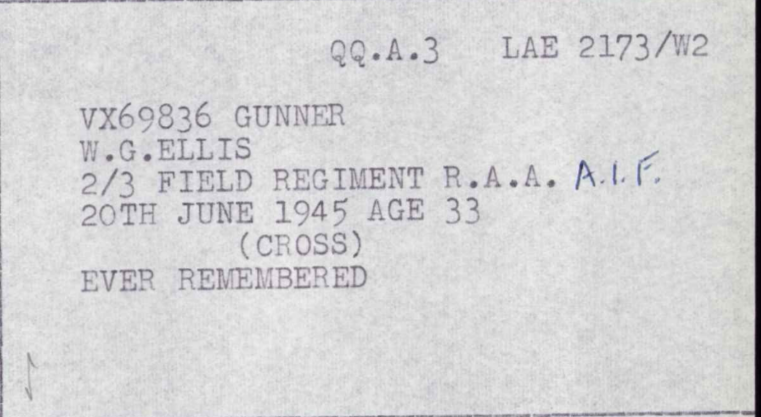 QQ.A.3 LAE 2173/W2
VX69836 GUNNER
W.G.ELLIS
2/3 FIELD REGIMENT R.A.A. A.I.F.
20TH JUNE 1945 AGE 33
(CROSS)
EVER REMEMBERED